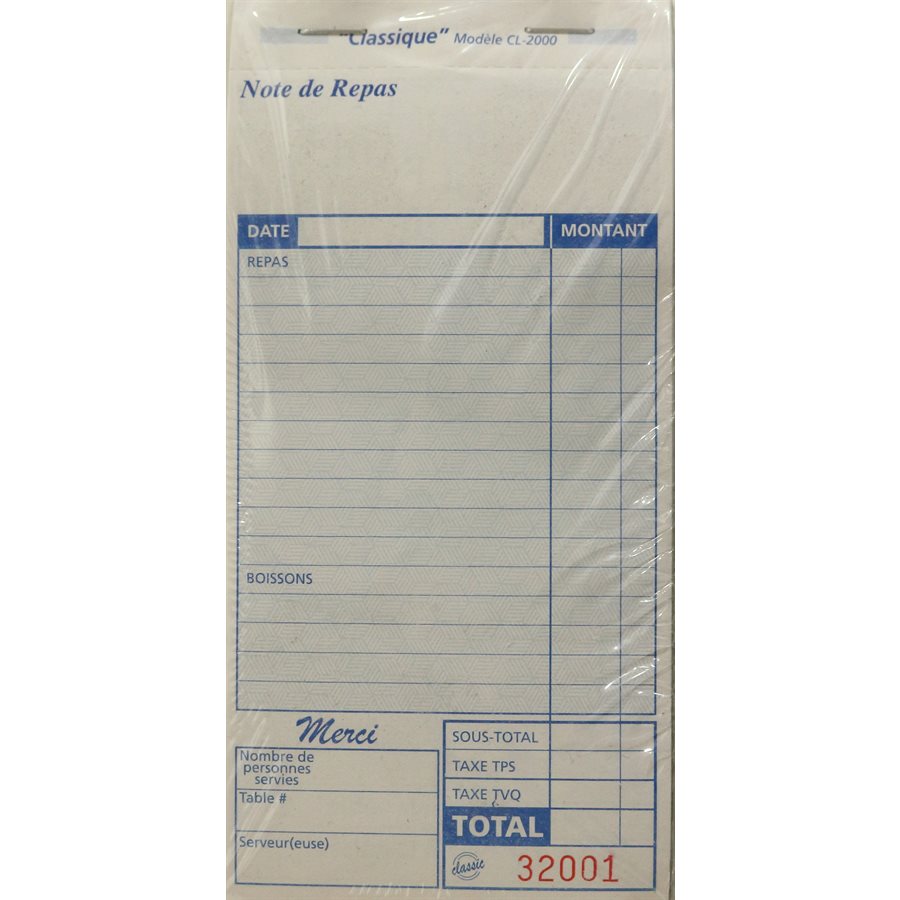 "Classique" Modèle CL-2000
Note de Repas
DATE MONTANT
REPAS
BOISSONS
Merci
Nombre de
personnes
servies
Table #
Serveur(euse)
SOUS-TOTAL
TAXE TPS
TAXE TVQ
TOTAL
classic 32001